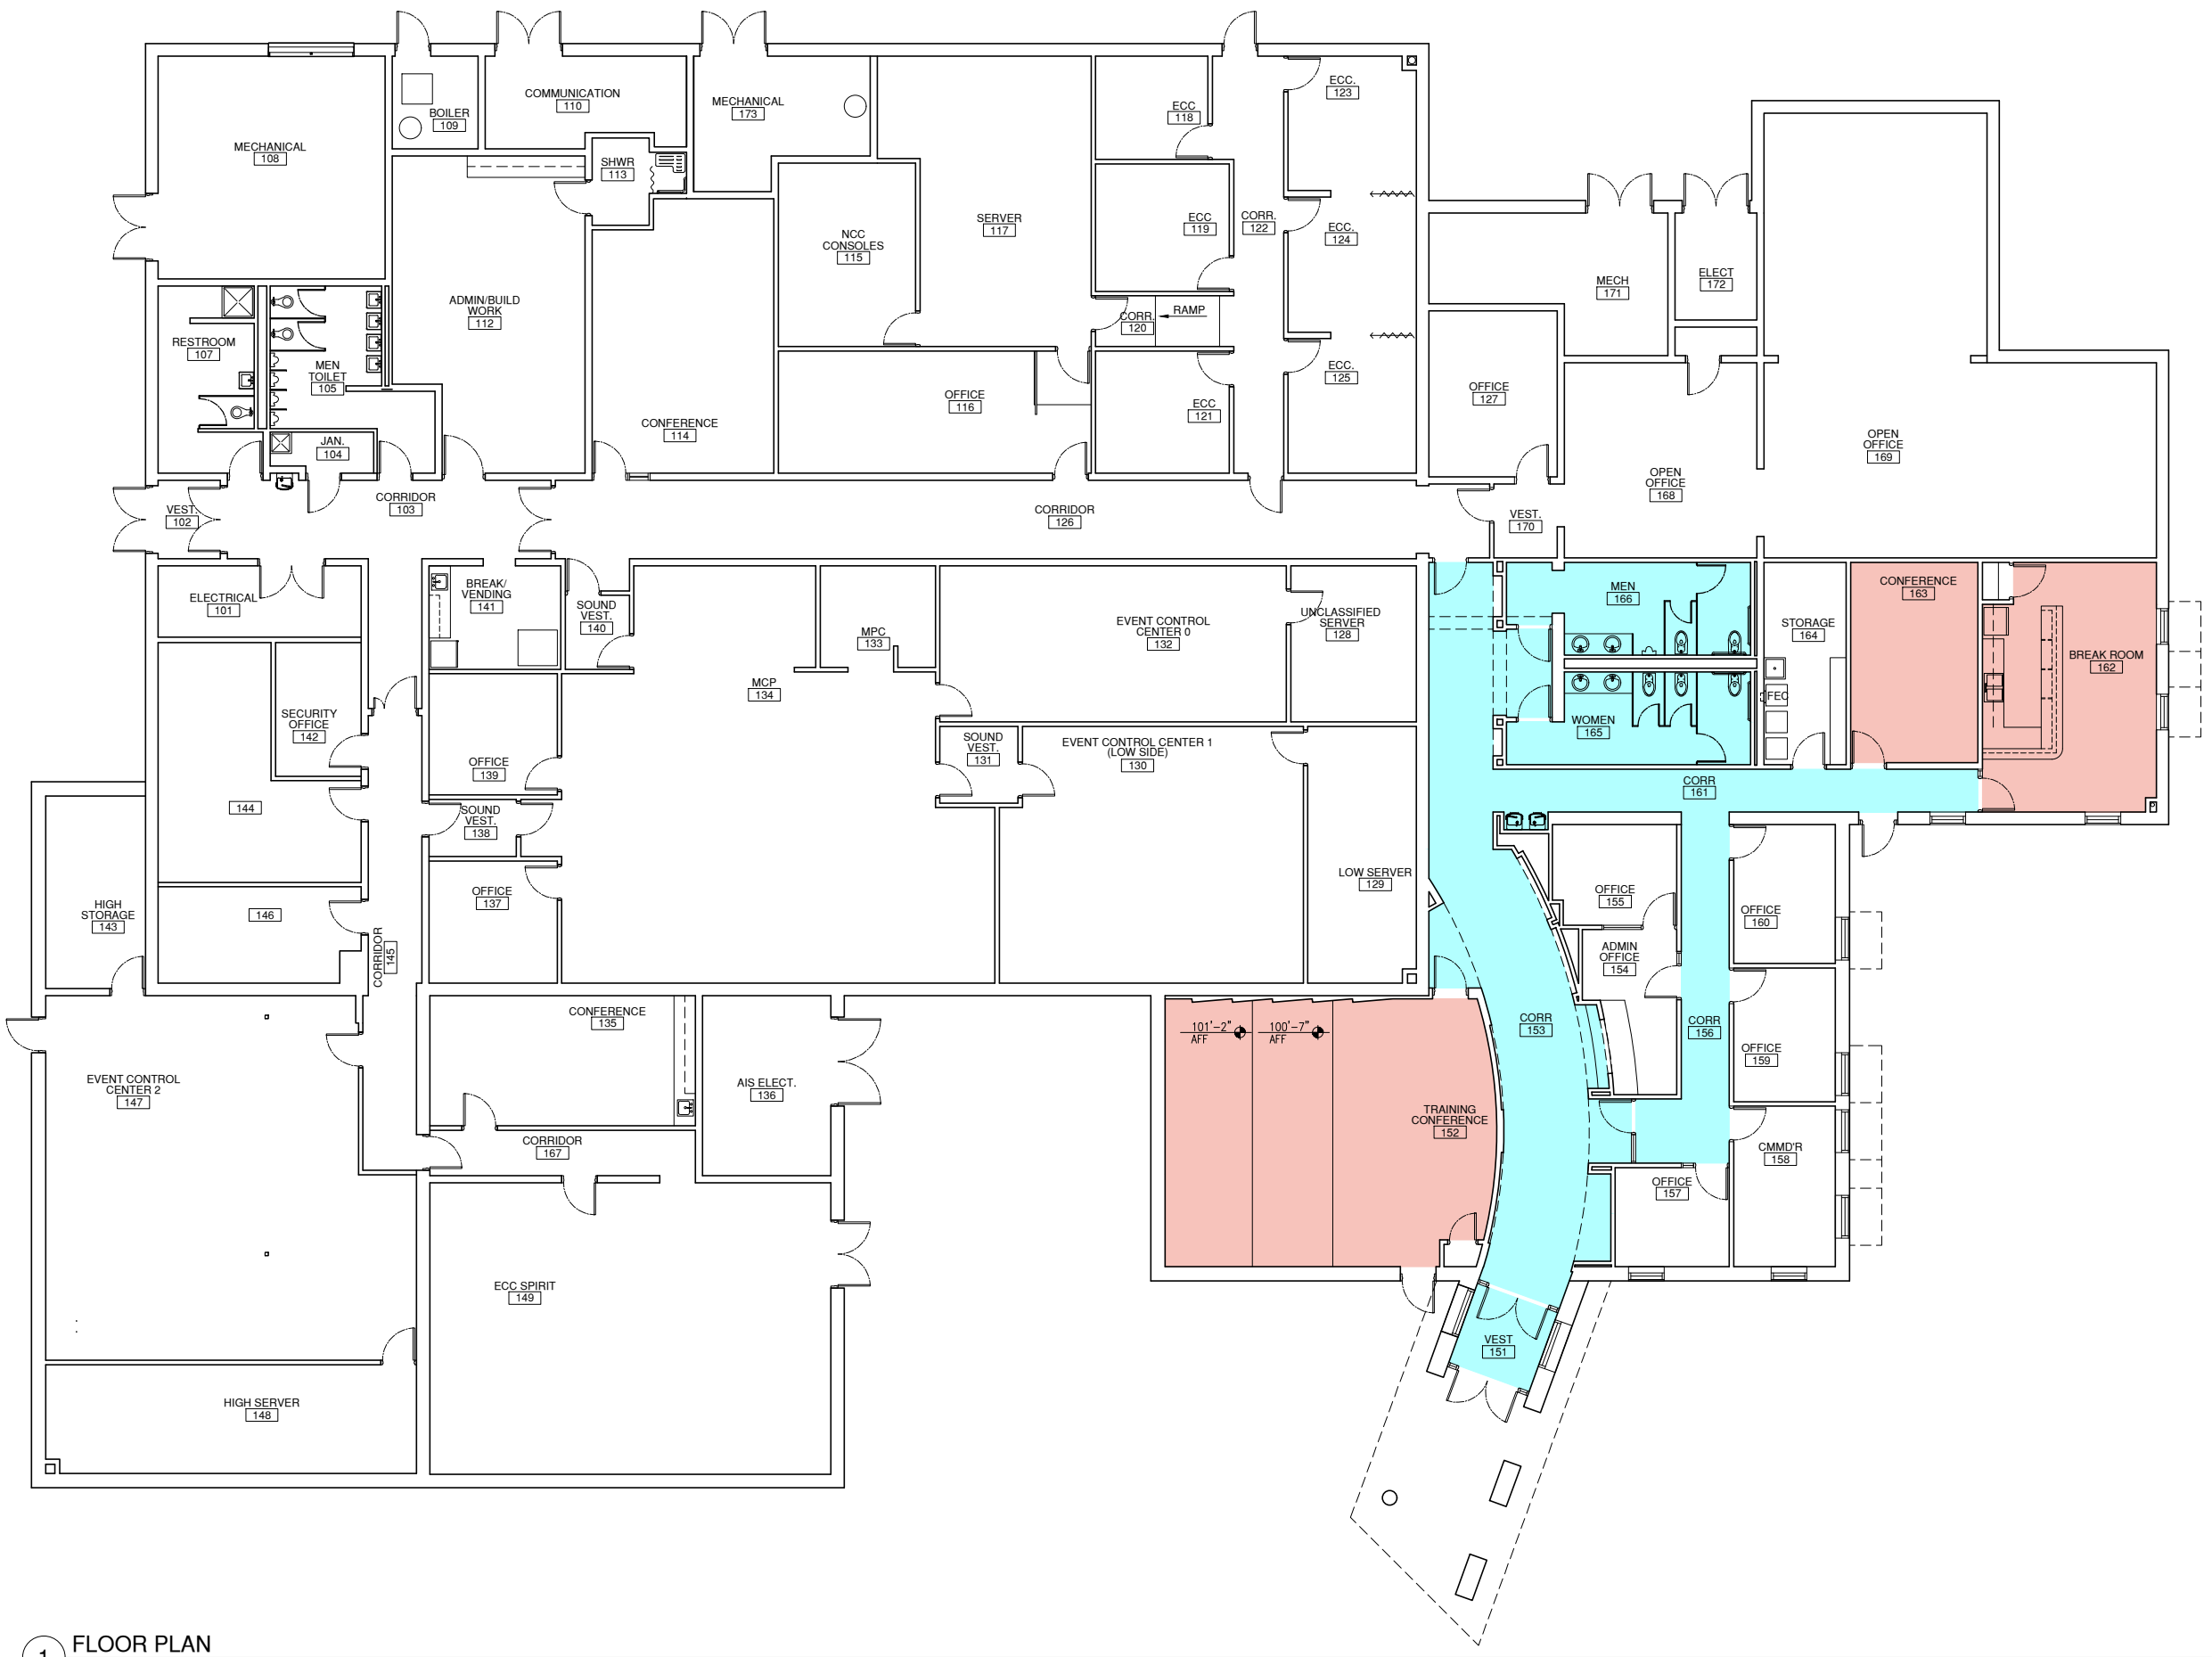 MECHANICAL
108
BOILER
109
COMMUNICATION
110
SHWR
113
MECHANICAL
173
ADMIN/BUILD
WORK
112
RESTROOM
107
MEN
TOILET
105
JAN.
104
CONFERENCE
114
NCC
CONSOLES
115
SERVER
117
OFFICE
116
ECC
118
ECC
119
CORR.
120
RAMP
ECC
121
CORR.
122
ECC.
123
ECC.
124
ECC.
125
MECH
171
ELECT
172
OFFICE
127
OPEN
OFFICE
168
OPEN
OFFICE
169
VEST.
102
CORRIDOR
103
CORRIDOR
126
VEST.
170
ELECTRICAL
101
BREAK/
VENDING
141
SOUND
VEST.
140
MPC
133
MCP
134
EVENT CONTROL
CENTER 0
132
UNCLASSIFIED
SERVER
128
MEN
166
WOMEN
165
STORAGE
164
FEC
CONFERENCE
163
BREAK ROOM
162
SECURITY
OFFICE
142
OFFICE
139
SOUND
VEST.
131
EVENT CONTROL CENTER 1
(LOW SIDE)
130
144
SOUND
VEST.
138
CORR
161
LOW SERVER
129
OFFICE
137
HIGH
STORAGE
143
146
CORRIDOR
145
OFFICE
155
ADMIN
OFFICE
154
OFFICE
160
CONFERENCE
135
101'-2"
AFF
100'-7"
AFF
CORR
153
CORR
156
OFFICE
159
EVENT CONTROL
CENTER 2
147
AIS ELECT.
136
TRAINING
CONFERENCE
152
CORRIDOR
167
CMMD'R
158
OFFICE
157
ECC SPIRIT
149
VEST
151
HIGH SERVER
148
1
FLOOR PLAN